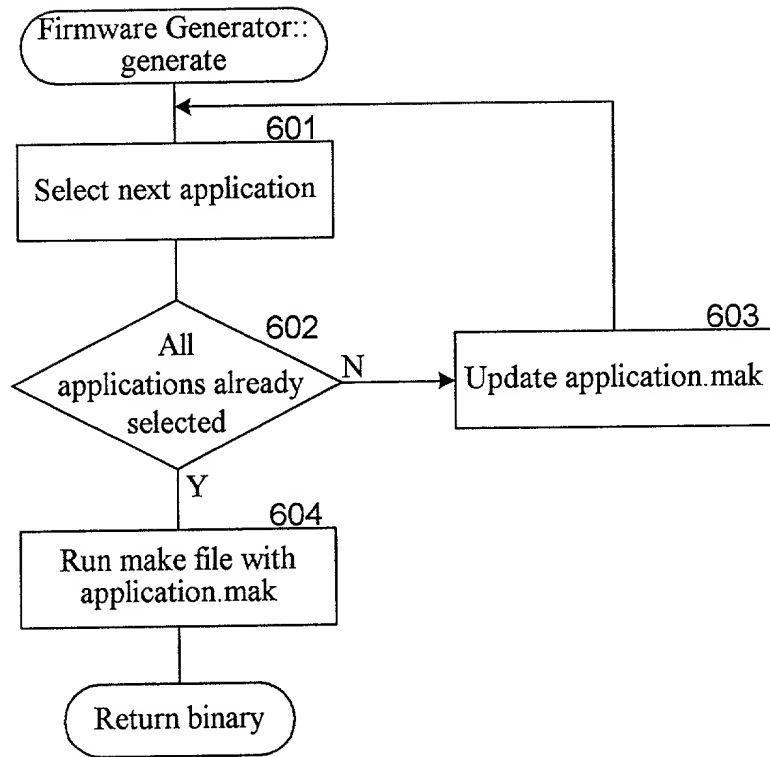 Firmware Generator::
generate
601
Select next application
602
All
applications already
selected
N
603
Update application.mak
Y
604
Run make file with
application.mak
Return binary